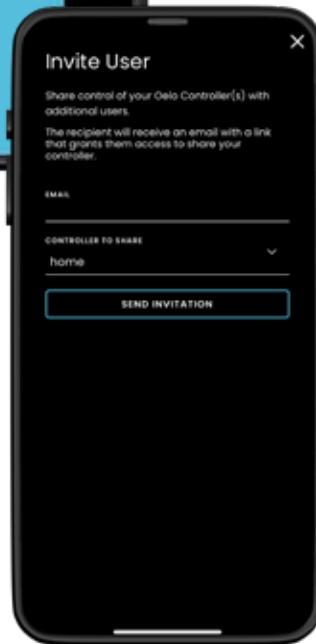 Invite User
Share control of your Oelo Controller(s) with
additional users.
The recipient will receive an email with a link
that grants them access to share your
controller.
EMAIL
CONTROLLER TO SHARE
home
SEND INVITATION